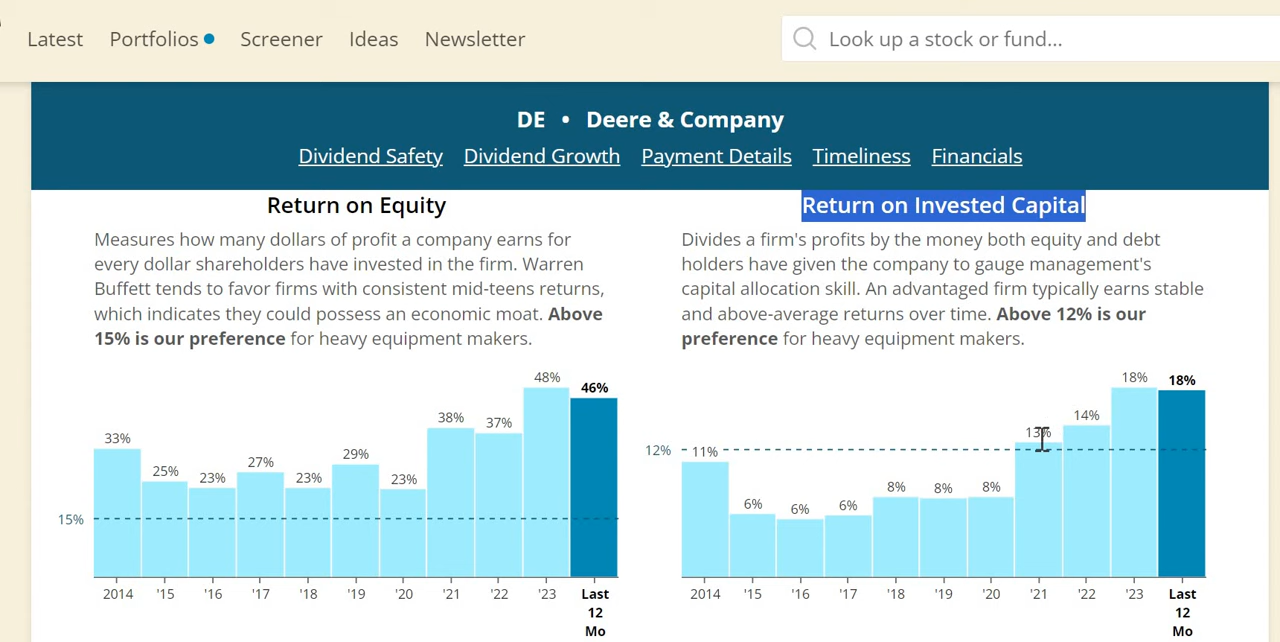 Latest Portfolios Screener Ideas Newsletter
Look up a stock or fund...
DE • Deere & Company
Dividend Safety Dividend Growth Payment Details Timeliness Financials
Return on Equity
Measures how many dollars of profit a company earns for
every dollar shareholders have invested in the firm. Warren
Buffett tends to favor firms with consistent mid-teens returns,
which indicates they could possess an economic moat. Above
15% is our preference for heavy equipment makers.
33% 25% 23% 27% 23% 29% 23% 38% 37% 48% 46%
15%
2014 '15 '16 '17 '18 '19 '20 '21 '22 '23 Last
12
Mo
Return on Invested Capital
Divides a firm's profits by the money both equity and debt
holders have given the company to gauge management's
capital allocation skill. An advantaged firm typically earns stable
and above-average returns over time. Above 12% is our
preference for heavy equipment makers.
12%
11% 6% 6% 6% 8% 8% 8% 13% 14% 18% 18%
2014 '15 '16 '17 '18 '19 '20 '21 '22 '23 Last
12
Mo